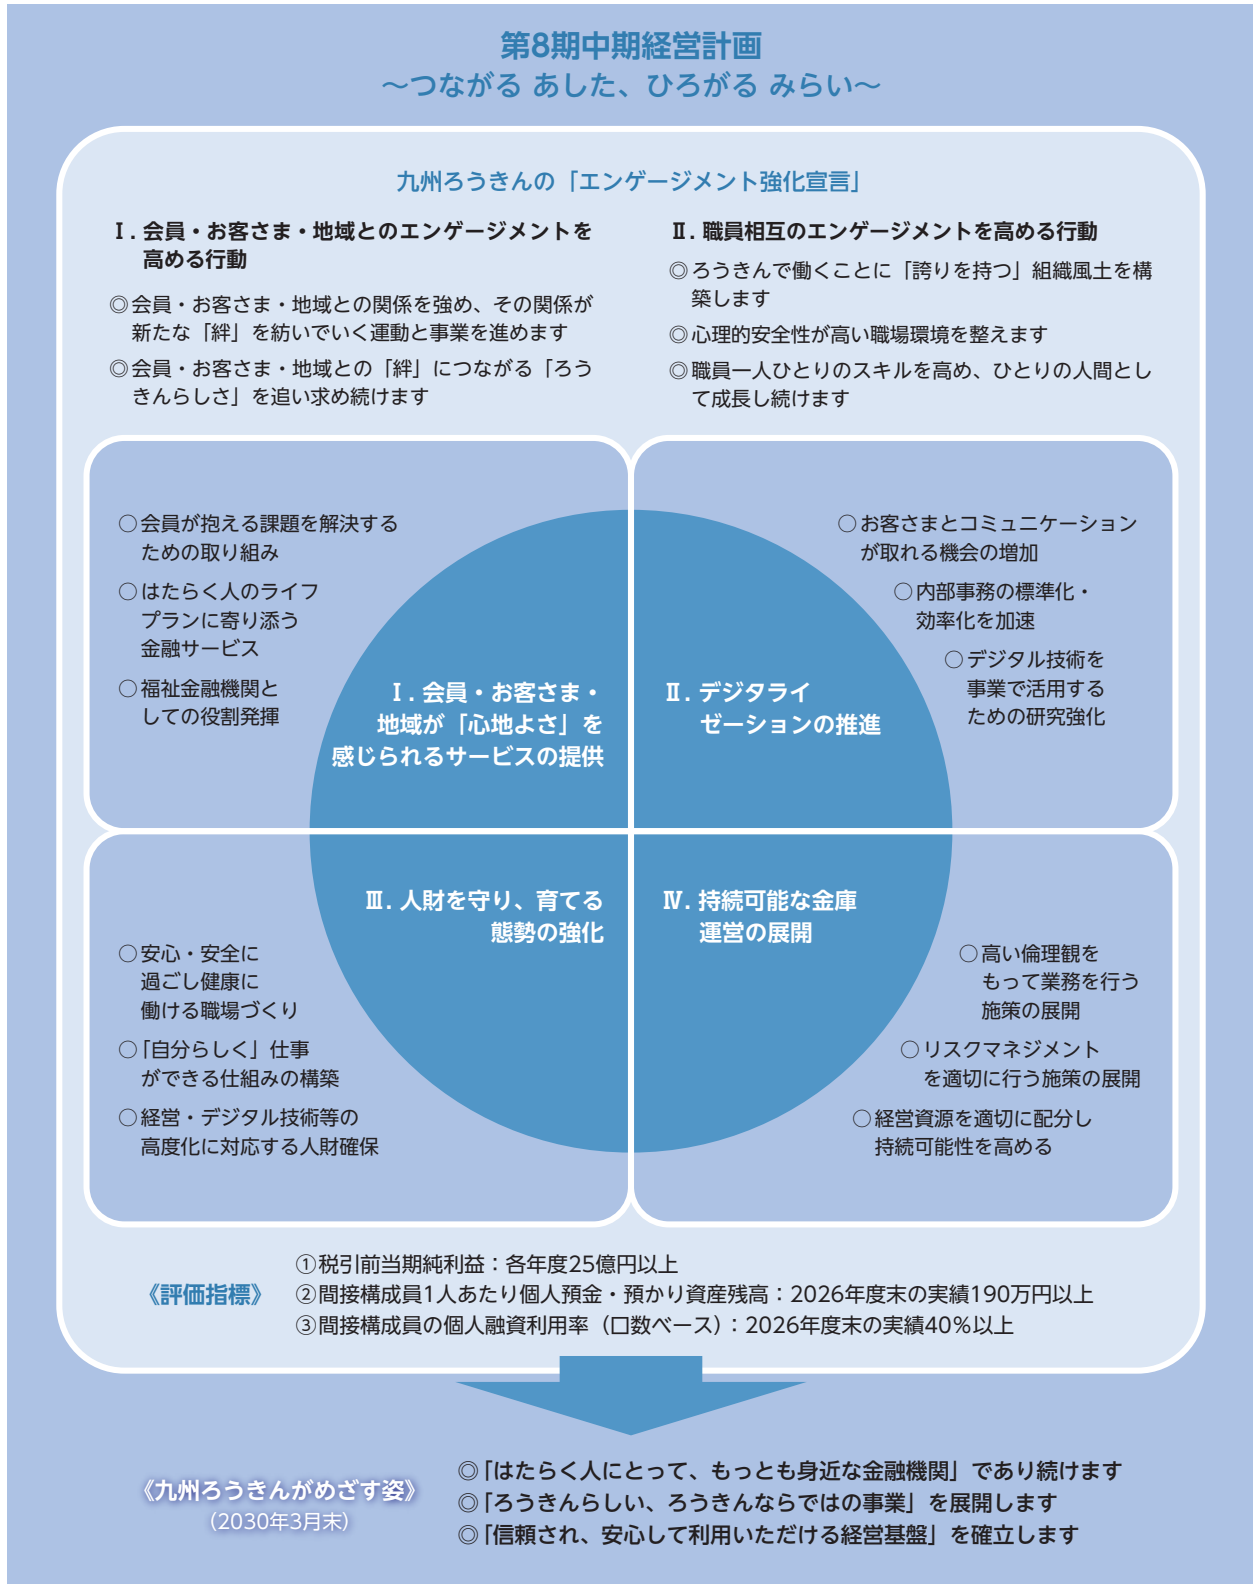 第8期中期経営計画
～つながる あした、ひろがる みらい～
九州ろうきんの「エンゲージメント強化宣言」
Ⅰ. 会員・お客さま・地域とのエンゲージメントを
高める行動
◎会員・お客さま・地域との関係を強め、その関係が
新たな「絆」を紡いでいく運動と事業を進めます
◎会員・お客さま・地域との「絆」につながる「ろう
きんらしさ」を追い求め続けます
Ⅱ. 職員相互のエンゲージメントを高める行動
◎ろうきんで働くことに「誇りを持つ」組織風土を構
築します
◎心理的安全性が高い職場環境を整えます
◎職員一人ひとりのスキルを高め、ひとりの人間とし
て成長し続けます
○会員が抱える課題を解決する
ための取り組み
○はたらく人のライフ
プランに寄り添う
金融サービス
○福祉金融機関と
しての役割発揮
Ⅰ. 会員・お客さま・
地域が「心地よさ」を
感じられるサービスの提供
Ⅱ. デジタライ
ゼーションの推進
○お客さまとコミュニケーション
が取れる機会の増加
○内部事務の標準化・
効率化を加速
○デジタル技術を
事業で活用する
ための研究強化
Ⅲ. 人財を守り、育てる
態勢の強化
○安心・安全に
過ごし健康に
働ける職場づくり
○「自分らしく」仕事
ができる仕組みの構築
○経営・デジタル技術等の
高度化に対応する人財確保
Ⅳ. 持続可能な金庫
運営の展開
○高い倫理観を
もって業務を行う
施策の展開
○リスクマネジメント
を適切に行う施策の展開
○経営資源を適切に配分し
持続可能性を高める
《評価指標》
①税引前当期純利益：各年度25億円以上
②間接構成員1人あたり個人預金・預かり資産残高：2026年度末の実績190万円以上
③間接構成員の個人融資利用率（口数ベース）：2026年度末の実績40％以上
《九州ろうきんがめざす姿》
（2030年3月末）
◎「はたらく人にとって、もっとも身近な金融機関」であり続けます
◎「ろうきんらしい、ろうきんならではの事業」を展開します
◎「信頼され、安心して利用いただける経営基盤」を確立します